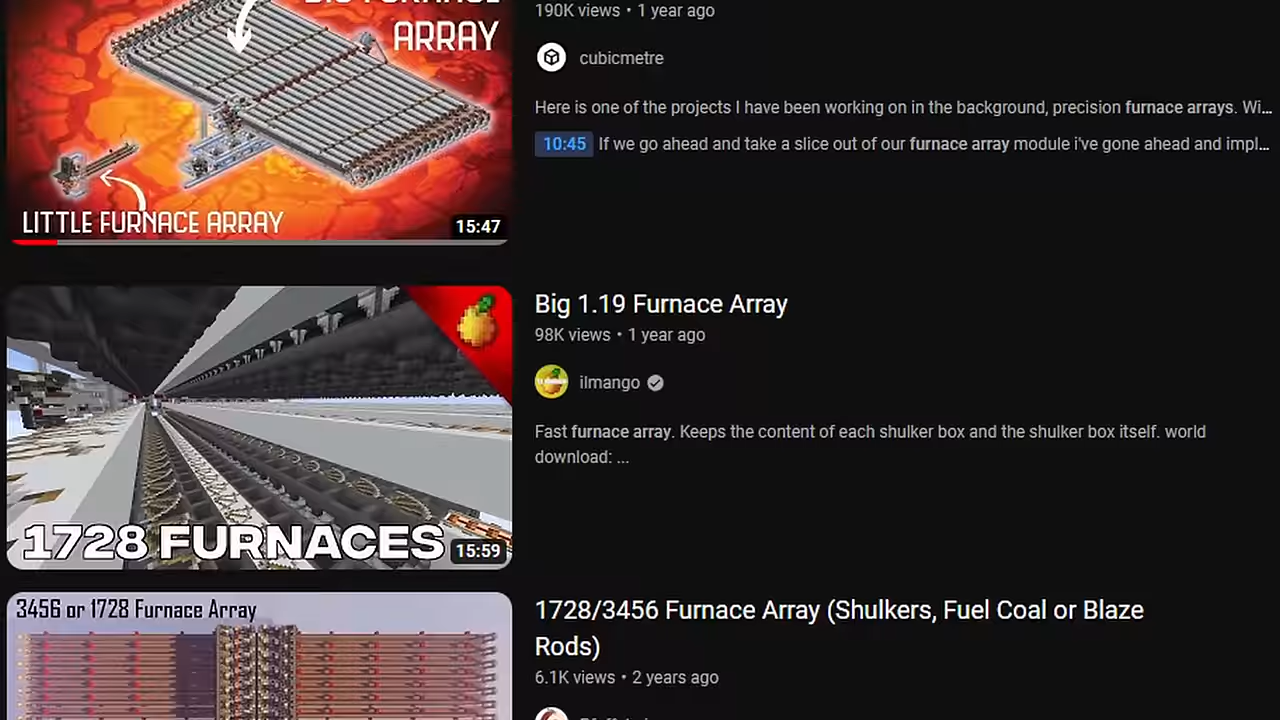 ARRAY
190K views • 1 year ago
cubicmetre
Here is one of the projects I have been working on in the background, precision furnace arrays. Wi...
10:45 If we go ahead and take a slice out of our furnace array module i've gone ahead and impl...
LITTLE FURNACE ARRAY
15:47
Big 1.19 Furnace Array
98K views • 1 year ago
ilmango
Fast furnace array. Keeps the content of each shulker box and the shulker box itself. world
download: ...
1728 FURNACES
15:59
3456 or 1728 Furnace Array
1728/3456 Furnace Array (Shulkers, Fuel Coal or Blaze
Rods)
6.1K views • 2 years ago